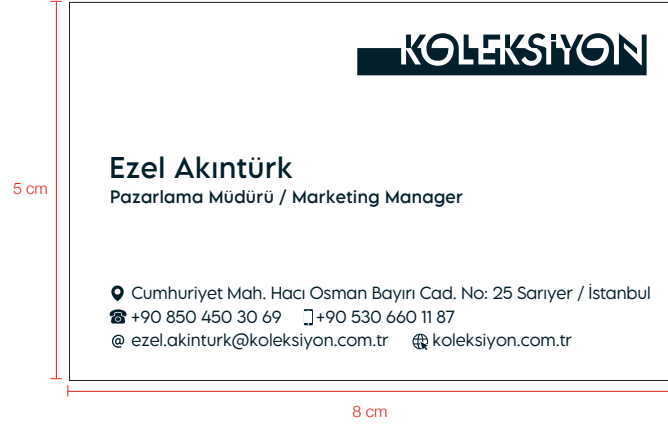 KOLEKSİYON
Ezel Akıntürk
Pazarlama Müdürü / Marketing Manager
5 cm
Cumhuriyet Mah. Hacı Osman Bayırı Cad. No: 25 Sarıyer / İstanbul
+90 850 450 30 69 +90 530 660 11 87
@ ezel.akinturk@koleksiyon.com.tr koleksiyon.com.tr
8 cm